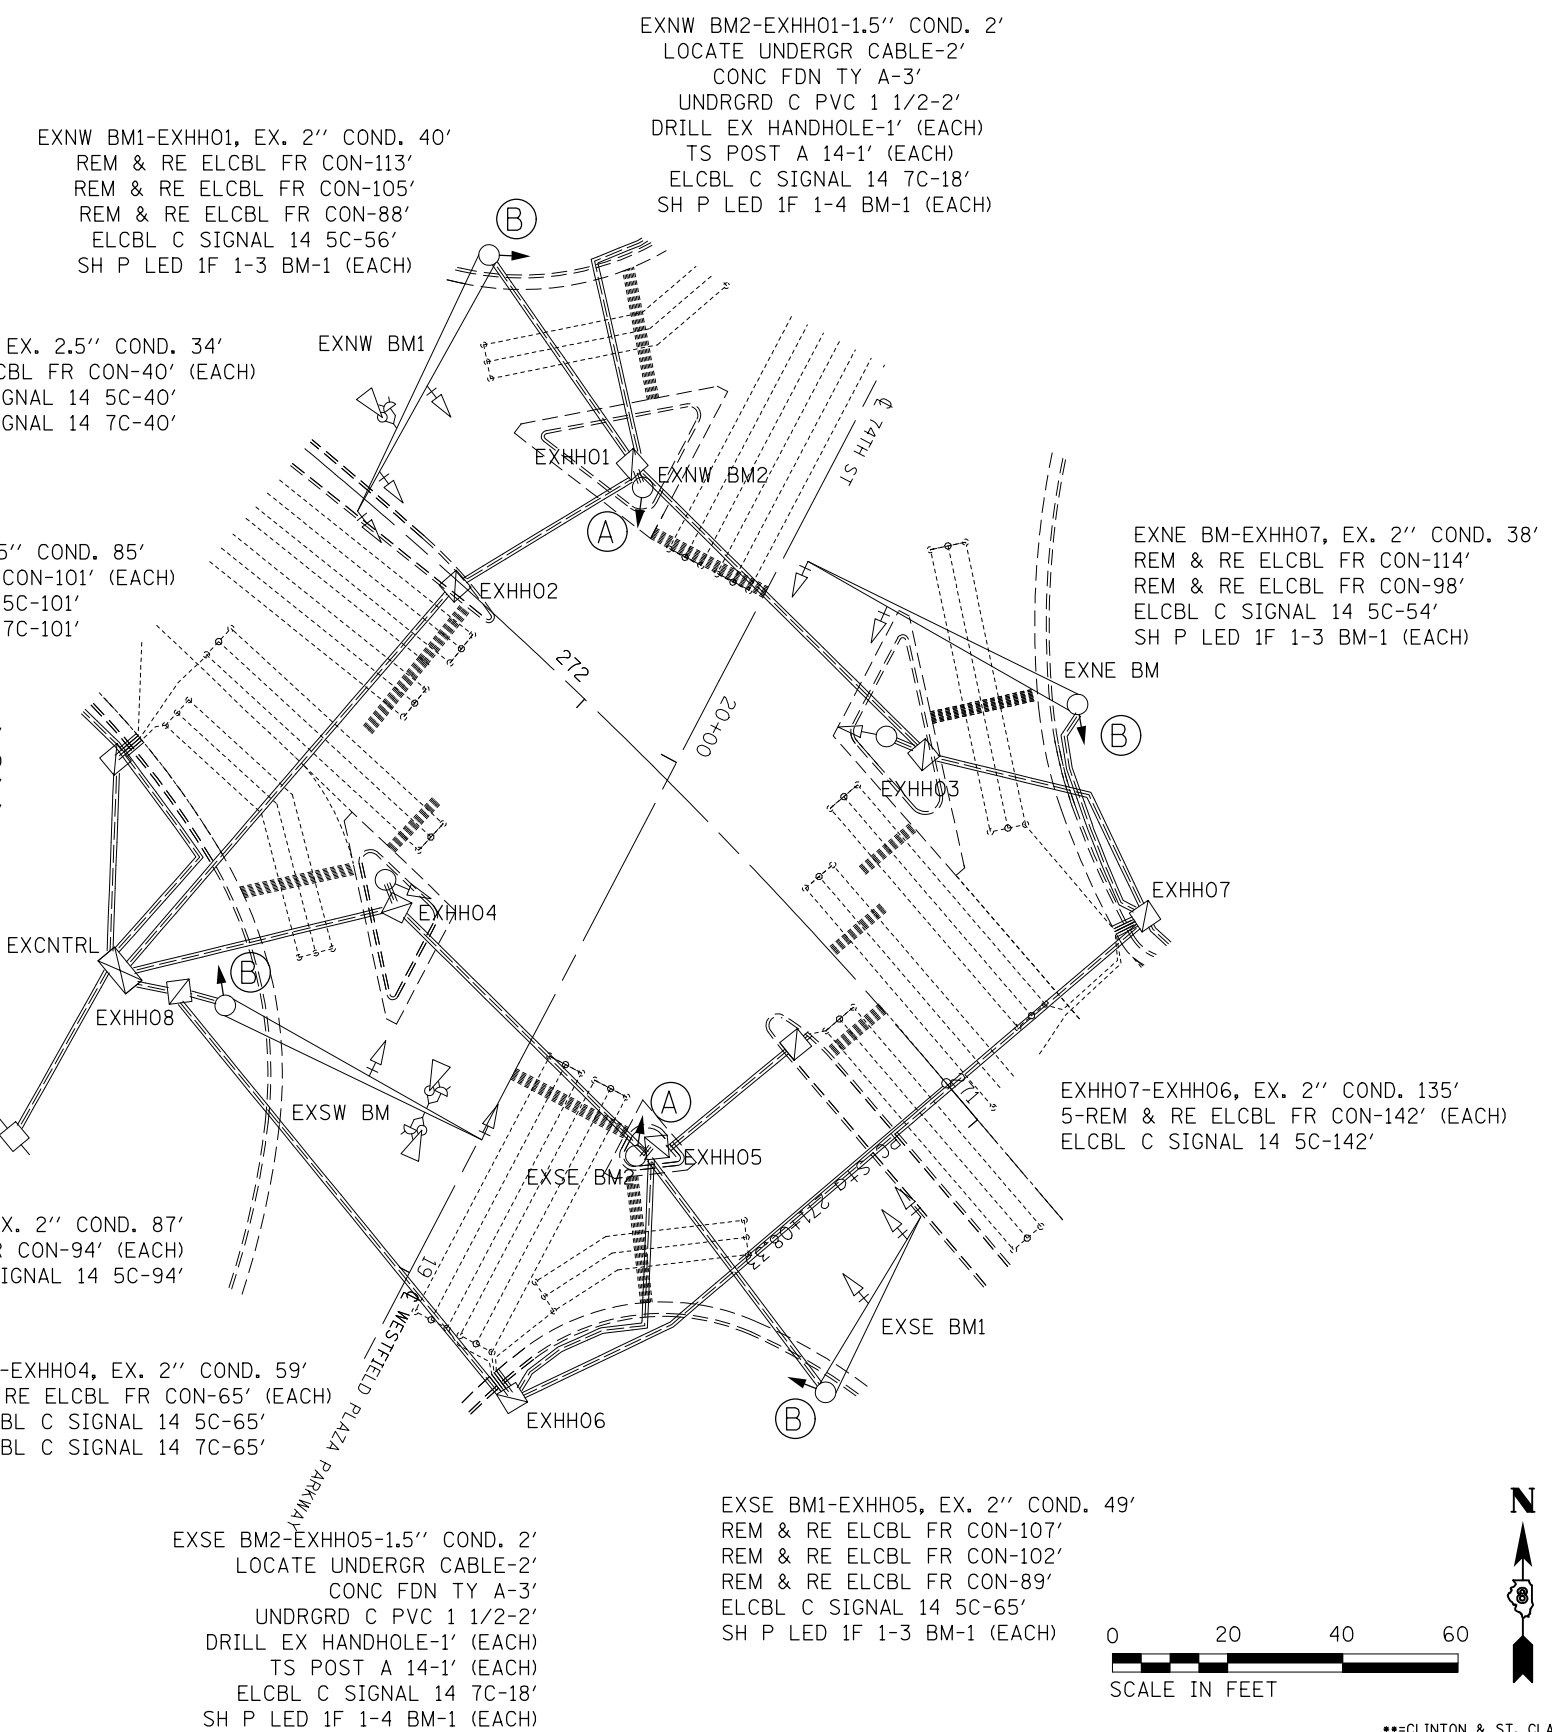 EXNW BM2-EXHH01-1.5'' COND. 2'
LOCATE UNDERGR CABLE-2'
CONC FDN TY A-3'
UNDRGRD C PVC 1 1/2-2'
DRILL EX HANDHOLE-1' (EACH)
TS POST A 14-1' (EACH)
ELCBL C SIGNAL 14 7C-18'
SH P LED 1F 1-4 BM-1 (EACH)
EXNW BM1-EXHH01, EX. 2'' COND. 40'
REM & RE ELCBL FR CON-113'
REM & RE ELCBL FR CON-105'
REM & RE ELCBL FR CON-88'
ELCBL C SIGNAL 14 5C-56'
SH P LED 1F 1-3 BM-1 (EACH)
B
EXNW BM1
EX. 2.5'' COND. 34'
CBL FR CON-40' (EACH)
GNAL 14 5C-40'
GNAL 14 7C-40'
℄ 74TH ST
EXHH01
EXNW BM2
A
5'' COND. 85'
CON-101' (EACH)
5C-101'
7C-101'
EXHH02
EXNE BM-EXHH07, EX. 2'' COND. 38'
REM & RE ELCBL FR CON-114'
REM & RE ELCBL FR CON-98'
ELCBL C SIGNAL 14 5C-54'
SH P LED 1F 1-3 BM-1 (EACH)
EXNE BM
272
20+00
B
EXHH03
EXHH07
EXHH04
EXCNTRL
B
EXHH08
EXSW BM
A
EXHH05
EXSE BM2
71
EXHH07-EXHH06, EX. 2'' COND. 135'
5-REM & RE ELCBL FR CON-142' (EACH)
ELCBL C SIGNAL 14 5C-142'
PC Sta 271+08.33
X. 2'' COND. 87'
R CON-94' (EACH)
IGNAL 14 5C-94'
19
℄ WESTFIELD PLAZA PARKWAY
EXSE BM1
-EXHH04, EX. 2'' COND. 59'
RE ELCBL FR CON-65' (EACH)
BL C SIGNAL 14 5C-65'
BL C SIGNAL 14 7C-65'
B
EXHH06
EXSE BM2-EXHH05-1.5'' COND. 2'
LOCATE UNDERGR CABLE-2'
CONC FDN TY A-3'
UNDRGRD C PVC 1 1/2-2'
DRILL EX HANDHOLE-1' (EACH)
TS POST A 14-1' (EACH)
ELCBL C SIGNAL 14 7C-18'
SH P LED 1F 1-4 BM-1 (EACH)
EXSE BM1-EXHH05, EX. 2'' COND. 49'
REM & RE ELCBL FR CON-107'
REM & RE ELCBL FR CON-102'
REM & RE ELCBL FR CON-89'
ELCBL C SIGNAL 14 5C-65'
SH P LED 1F 1-3 BM-1 (EACH)
N
8
0 20 40 60
SCALE IN FEET
**=CLINTON & ST. CLA